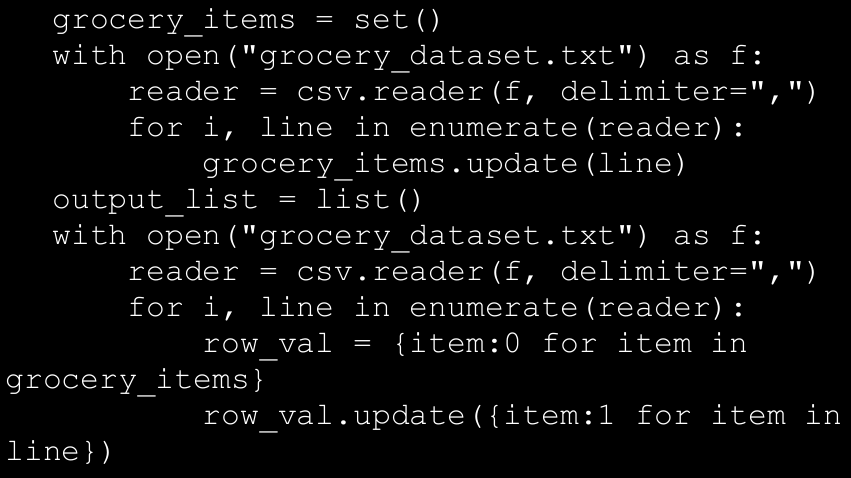 grocery_items = set()
with open("grocery_dataset.txt") as f:
    reader = csv.reader(f, delimiter=",")
    for i, line in enumerate(reader):
        grocery_items.update(line)
output_list = list()
with open("grocery_dataset.txt") as f:
    reader = csv.reader(f, delimiter=",")
    for i, line in enumerate(reader):
        row_val = {item:0 for item in
grocery_items}
        row_val.update({item:1 for item in
line})